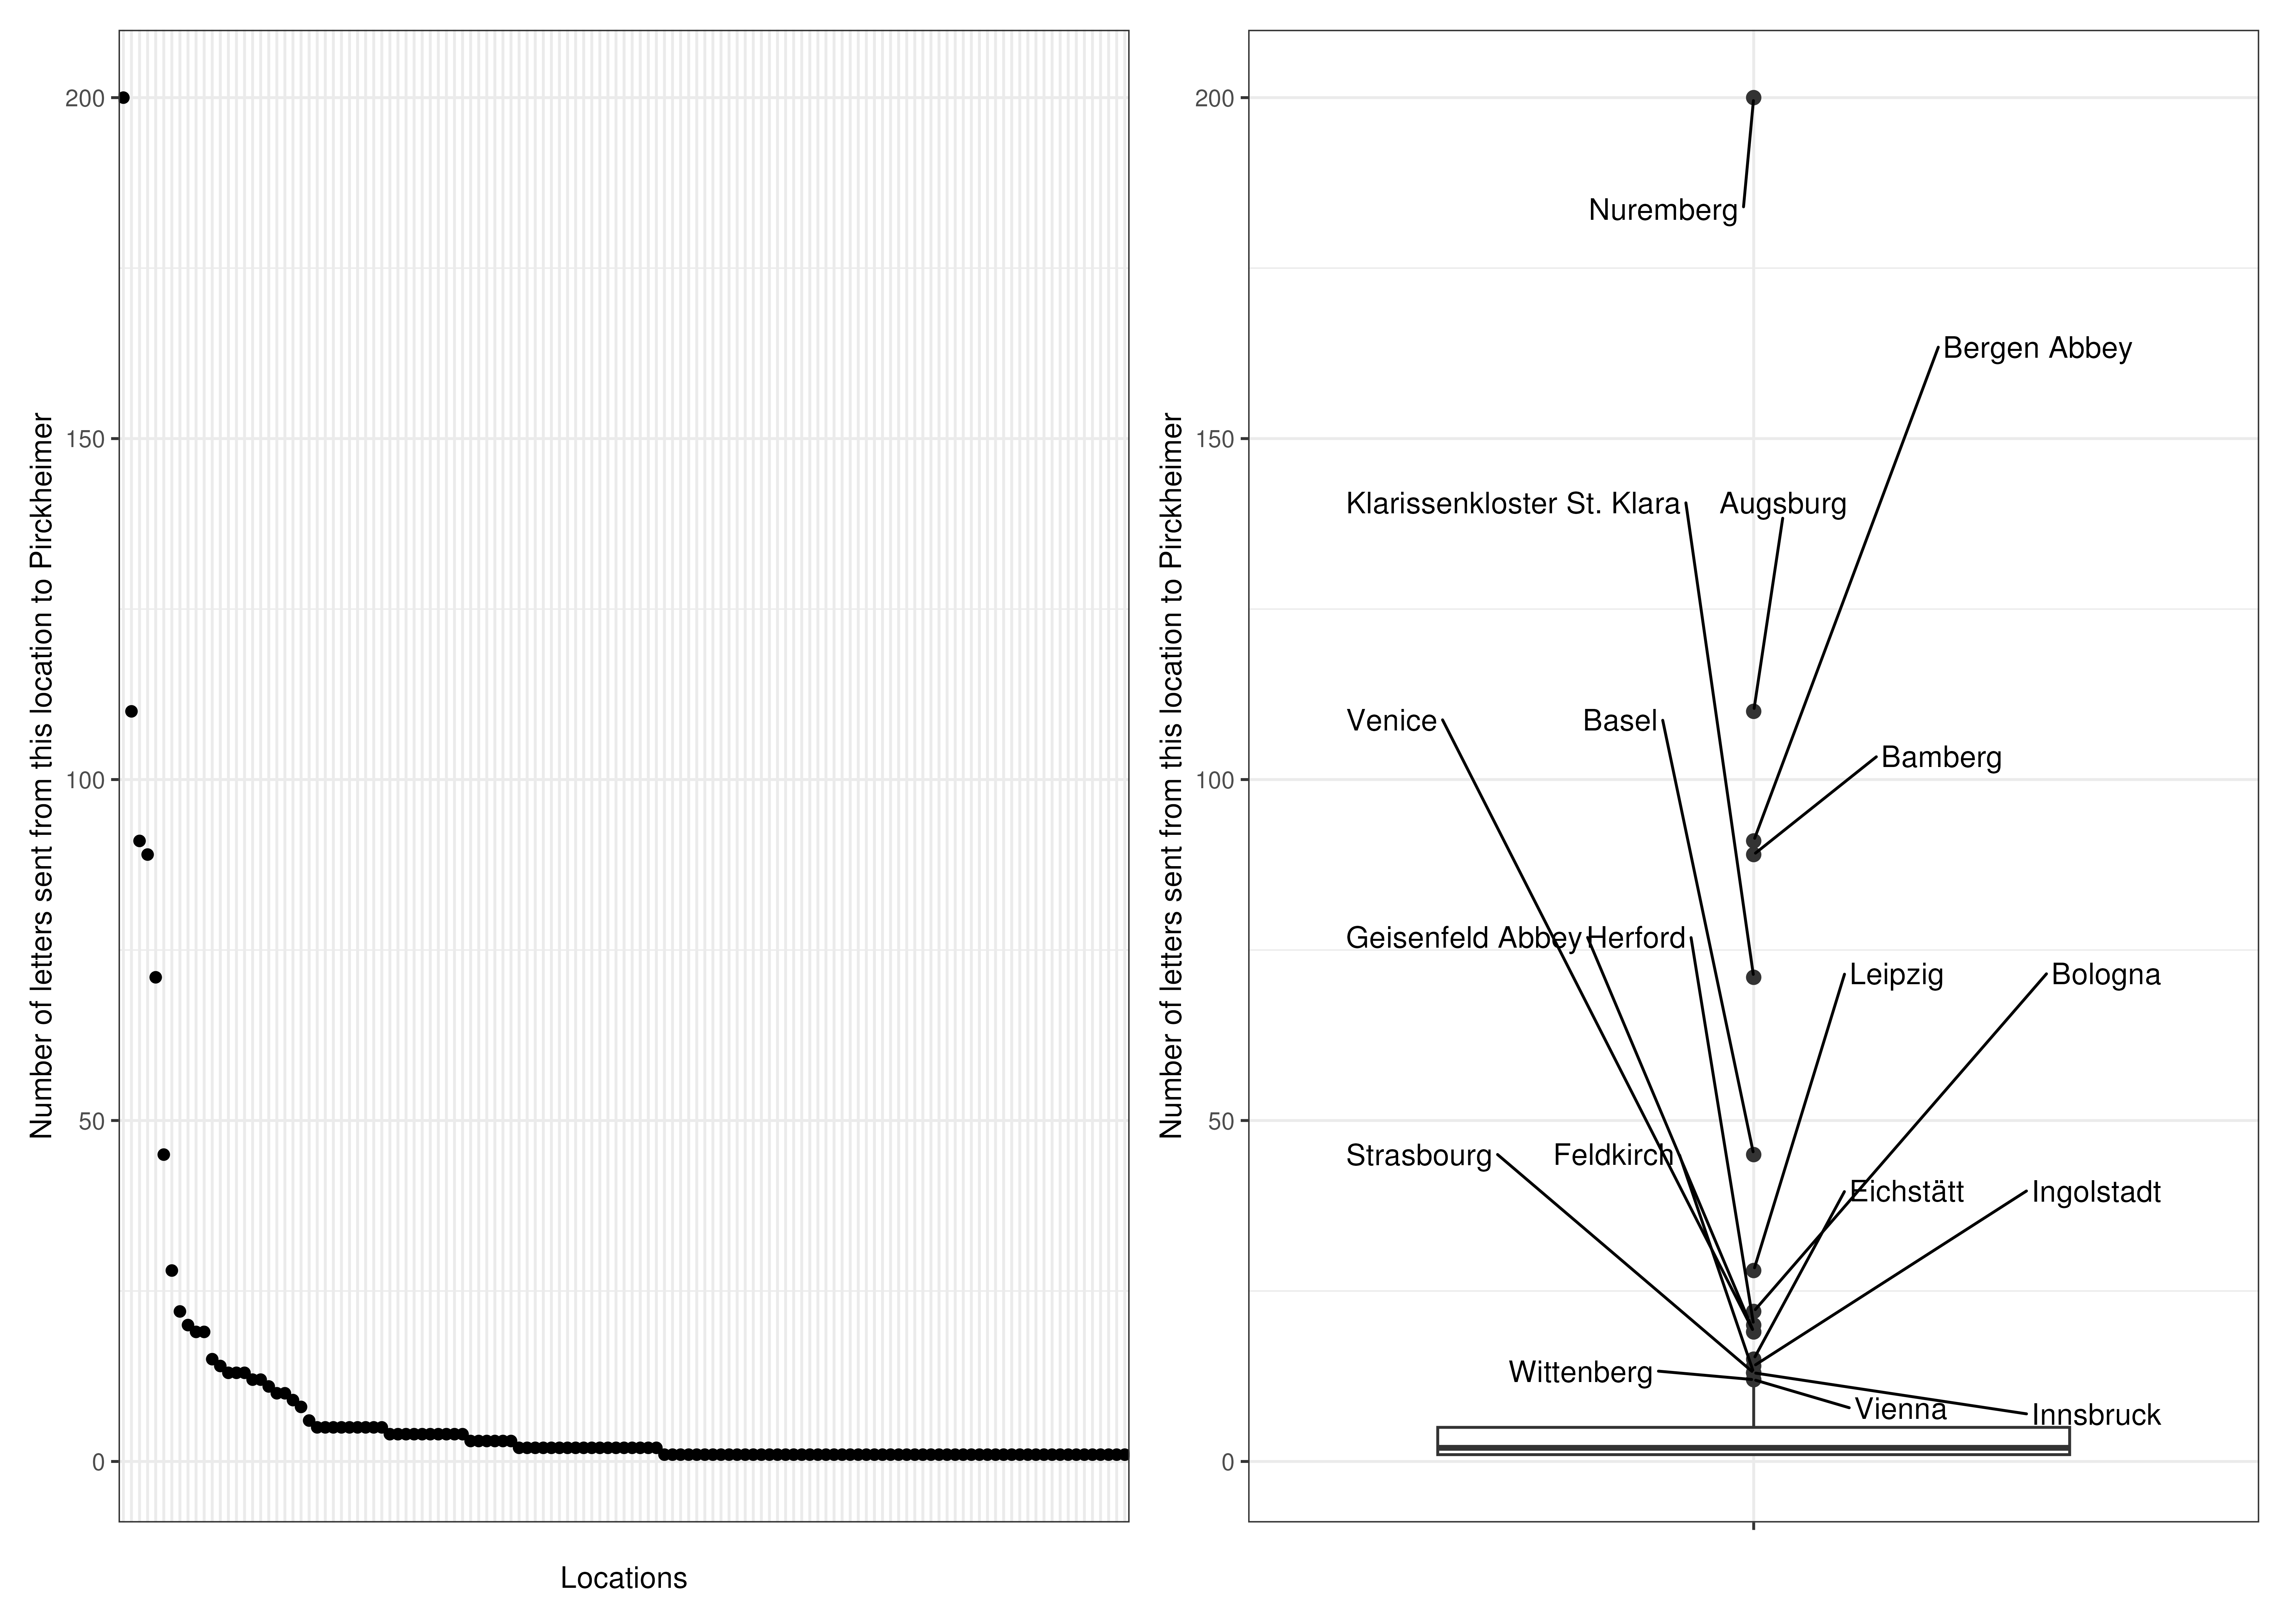 Number of letters sent from this location to Pirckheimer
200
150
100
50
0
Locations
Number of letters sent from this location to Pirckheimer
200
150
100
50
0
Nuremberg
Bergen Abbey
Klarissenkloster St. Klara
Augsburg
Venice
Basel
Bamberg
Geisenfeld Abbey
Herford
Leipzig
Bologna
Strasbourg
Feldkirch
Eichstätt
Ingolstadt
Wittenberg
Vienna
Innsbruck